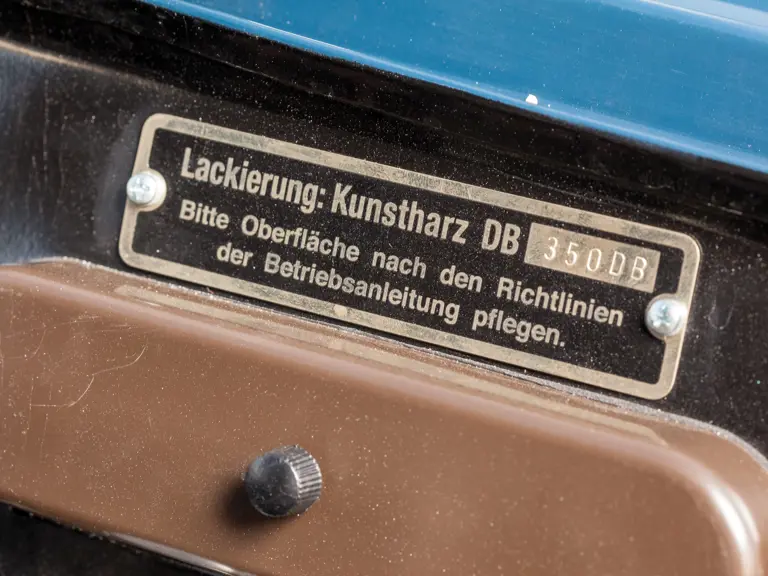 Lackierung: Kunstharz DB 350DB
Bitte Oberfläche nach den Richtlinien
der Betriebsanleitung pflegen.